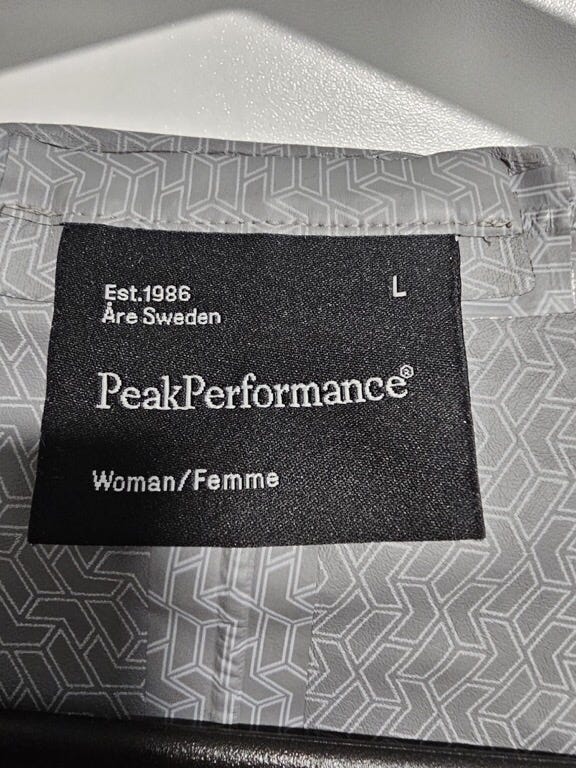 Est.1986
L
Åre Sweden
PeakPerformance®
Woman/Femme